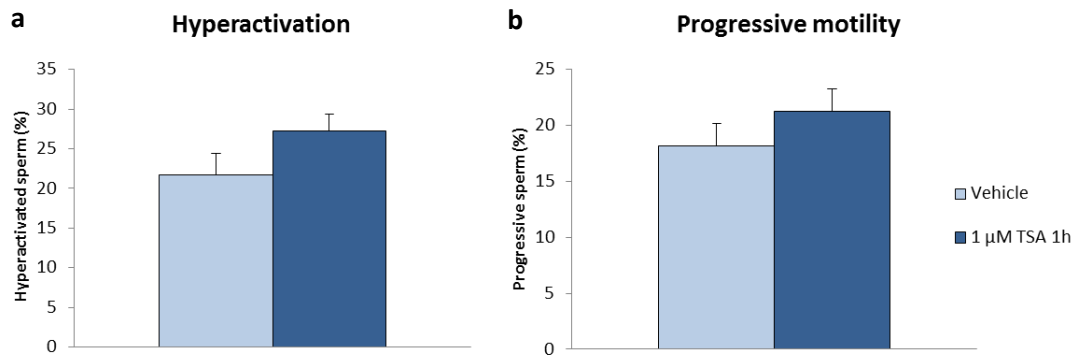 a
Hyperactivation
Hyperactivated sperm (%)
35
30
25
20
15
10
5
0
b
Progressive motility
Progressive sperm (%)
25
20
15
10
5
0
Vehicle
1 μM TSA 1h